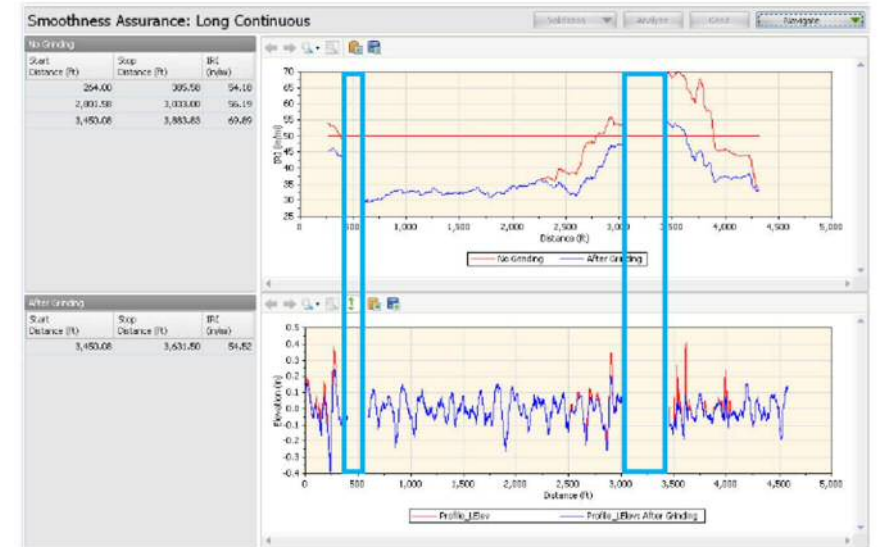 Smoothness Assurance: Long Continuous
Analyze
Navigate
No Grinding
Start Distance (Ft) Stop Distance (Ft) IRI (in/mi)
264.00 385.58 54.18
2,801.58 3,033.00 56.19
3,450.08 3,883.83 69.89
IRI (in/mi)
70
65
60
55
50
45
40
35
30
25
0 500 1,000 1,500 2,000 2,500 3,000 3,500 4,000 4,500 5,000
Distance (ft)
No Grinding After Grinding
After Grinding
Start Distance (Ft) Stop Distance (Ft) IRI (in/mi)
3,450.08 3,631.50 54.52
Elevation (in)
0.5
0.4
0.3
0.2
0.1
0.0
-0.1
-0.2
-0.3
-0.4
0 500 1,000 1,500 2,000 2,500 3,000 3,500 4,000 4,500 5,000
Distance (ft)
Profile_LElev Profile_LElev: After Grinding